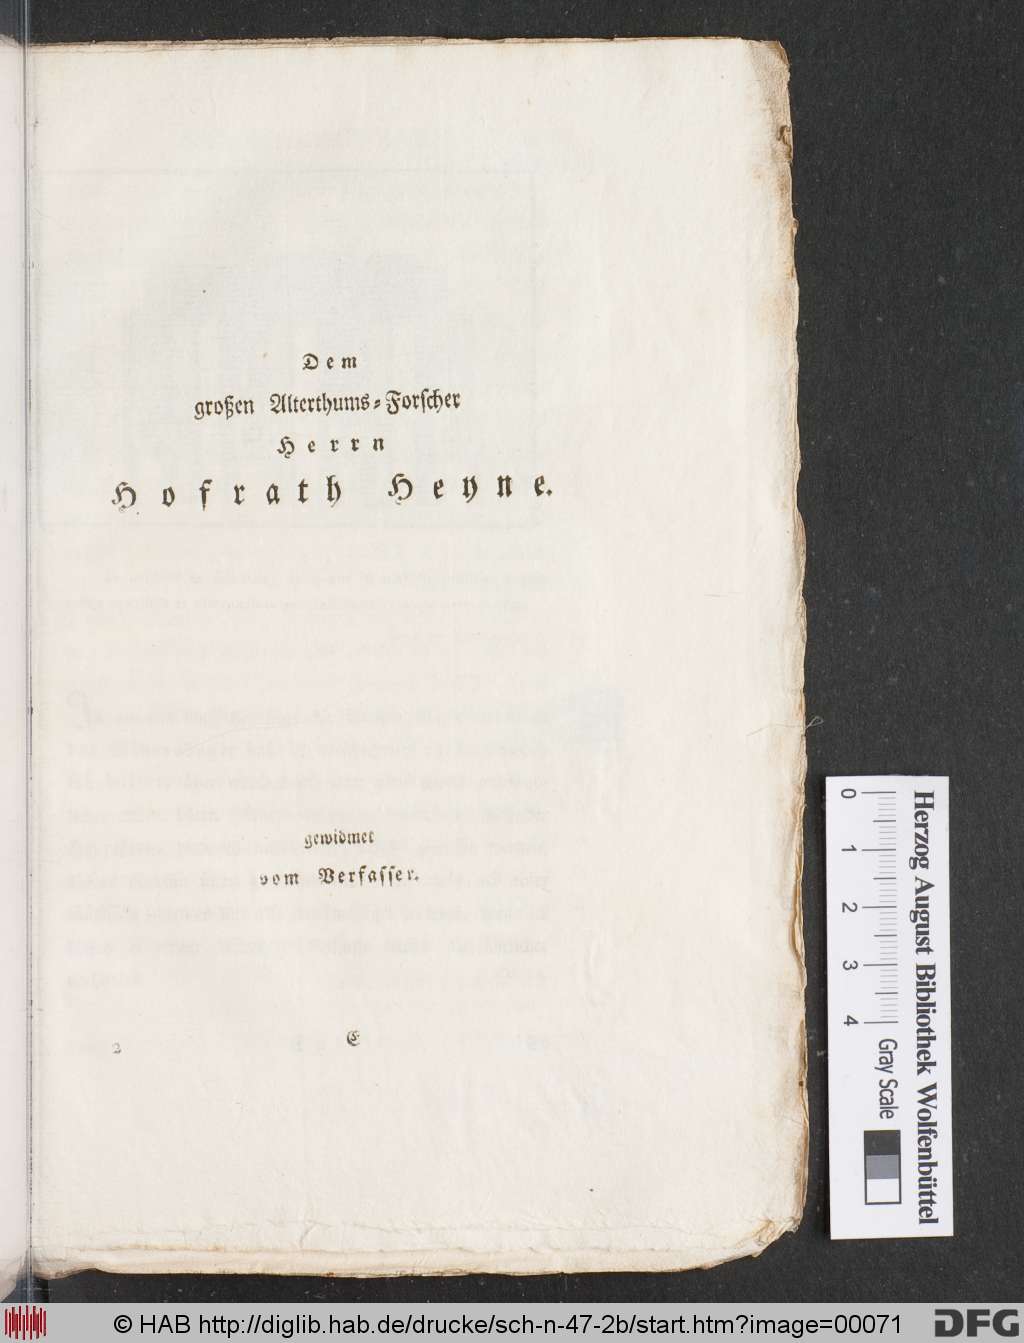 Dem
großen Alterthums-Forscher
Herrn
Hofrath Heyne.
gewidmet
vom Verfasser.
2 E
0 1 2 3 4 Gray Scale
Herzog August Bibliothek Wolfenbüttel
© HAB http://diglib.hab.de/drucke/sch-n-47-2b/start.htm?image=00071
DFG